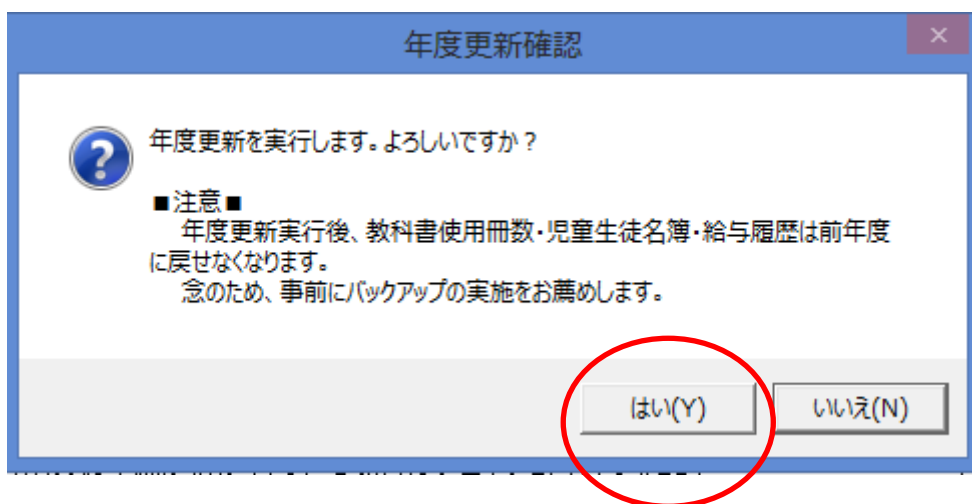 年度更新確認
年度更新を実行します。よろしいですか？
■注意■
年度更新実行後、教科書使用冊数・児童生徒名簿・給与履歴は前年度
に戻せなくなります。
念のため、事前にバックアップの実施をお薦めします。
はい(Y)
いいえ(N)